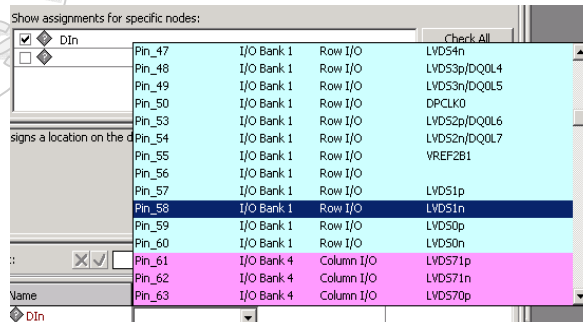 Show assignments for specific nodes:
DIn Check All
Pin_47 I/O Bank 1 Row I/O LVDS4n
Pin_48 I/O Bank 1 Row I/O LVDS3p/DQ0L4
Pin_49 I/O Bank 1 Row I/O LVDS3n/DQ0L5
Pin_50 I/O Bank 1 Row I/O DPCLK0
Pin_53 I/O Bank 1 Row I/O LVDS2p/DQ0L6
signs a location on the d Pin_54 I/O Bank 1 Row I/O LVDS2n/DQ0L7
Pin_55 I/O Bank 1 Row I/O VREF2B1
Pin_56 I/O Bank 1 Row I/O
Pin_57 I/O Bank 1 Row I/O LVDS1p
Pin_58 I/O Bank 1 Row I/O LVDS1n
Pin_59 I/O Bank 1 Row I/O LVDS0p
Pin_60 I/O Bank 1 Row I/O LVDS0n
: Pin_61 I/O Bank 4 Column I/O LVDS71p
Pin_62 I/O Bank 4 Column I/O LVDS71n
Name Pin_63 I/O Bank 4 Column I/O LVDS70p
DIn